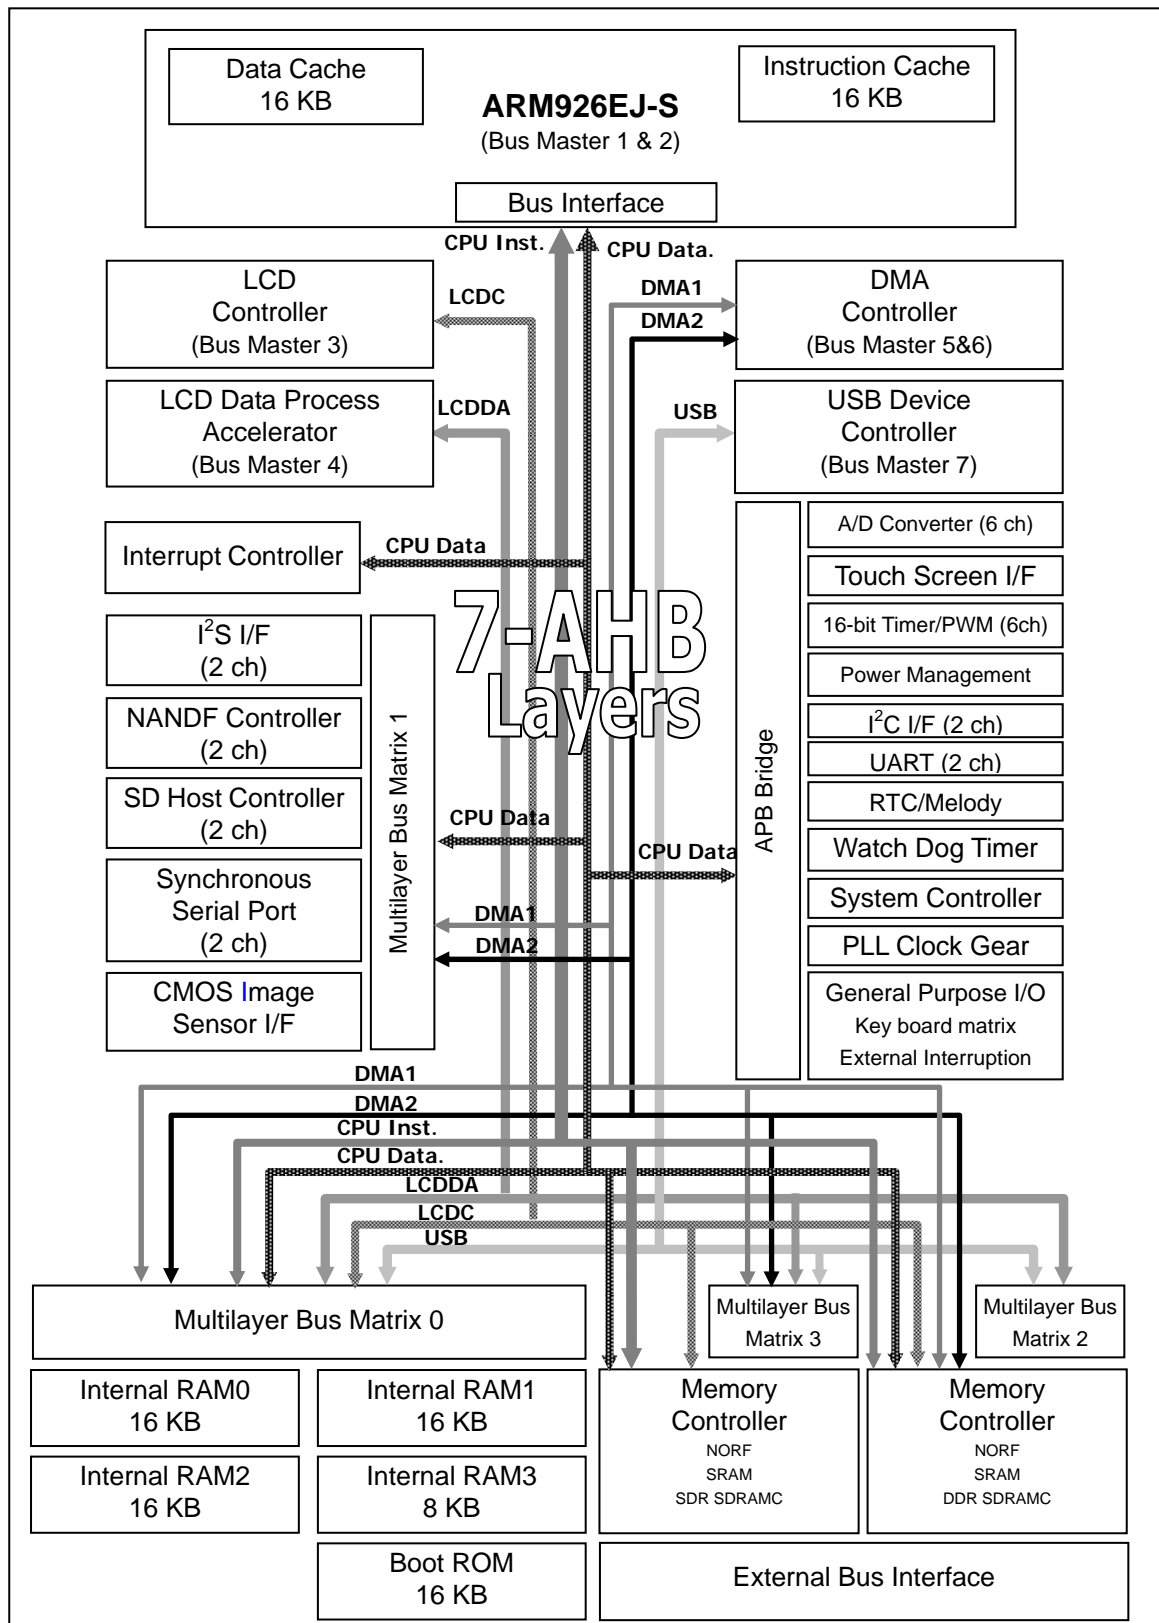 Data Cache
16 KB
Instruction Cache
16 KB
ARM926EJ-S
(Bus Master 1 & 2)
Bus Interface
CPU Inst.
CPU Data.
LCD
Controller
(Bus Master 3)
LCDC
DMA1
DMA2
DMA
Controller
(Bus Master 5&6)
LCD Data Process
Accelerator
(Bus Master 4)
LCDDA
USB
USB Device
Controller
(Bus Master 7)
Interrupt Controller
CPU Data
7-AHB
Layers
I²S I/F
(2 ch)
NANDF Controller
(2 ch)
SD Host Controller
(2 ch)
Synchronous
Serial Port
(2 ch)
CMOS Image
Sensor I/F
Multilayer Bus Matrix 1
CPU Data
DMA1
DMA2
CPU Data
APB Bridge
A/D Converter (6 ch)
Touch Screen I/F
16-bit Timer/PWM (6ch)
Power Management
I²C I/F (2 ch)
UART (2 ch)
RTC/Melody
Watch Dog Timer
System Controller
PLL Clock Gear
General Purpose I/O
Key board matrix
External Interruption
DMA1
DMA2
CPU Inst.
CPU Data.
LCDDA
LCDC
USB
Multilayer Bus Matrix 0
Multilayer Bus
Matrix 3
Multilayer Bus
Matrix 2
Internal RAM0
16 KB
Internal RAM1
16 KB
Internal RAM2
16 KB
Internal RAM3
8 KB
Boot ROM
16 KB
Memory
Controller
NORF
SRAM
SDR SDRAMC
Memory
Controller
NORF
SRAM
DDR SDRAMC
External Bus Interface